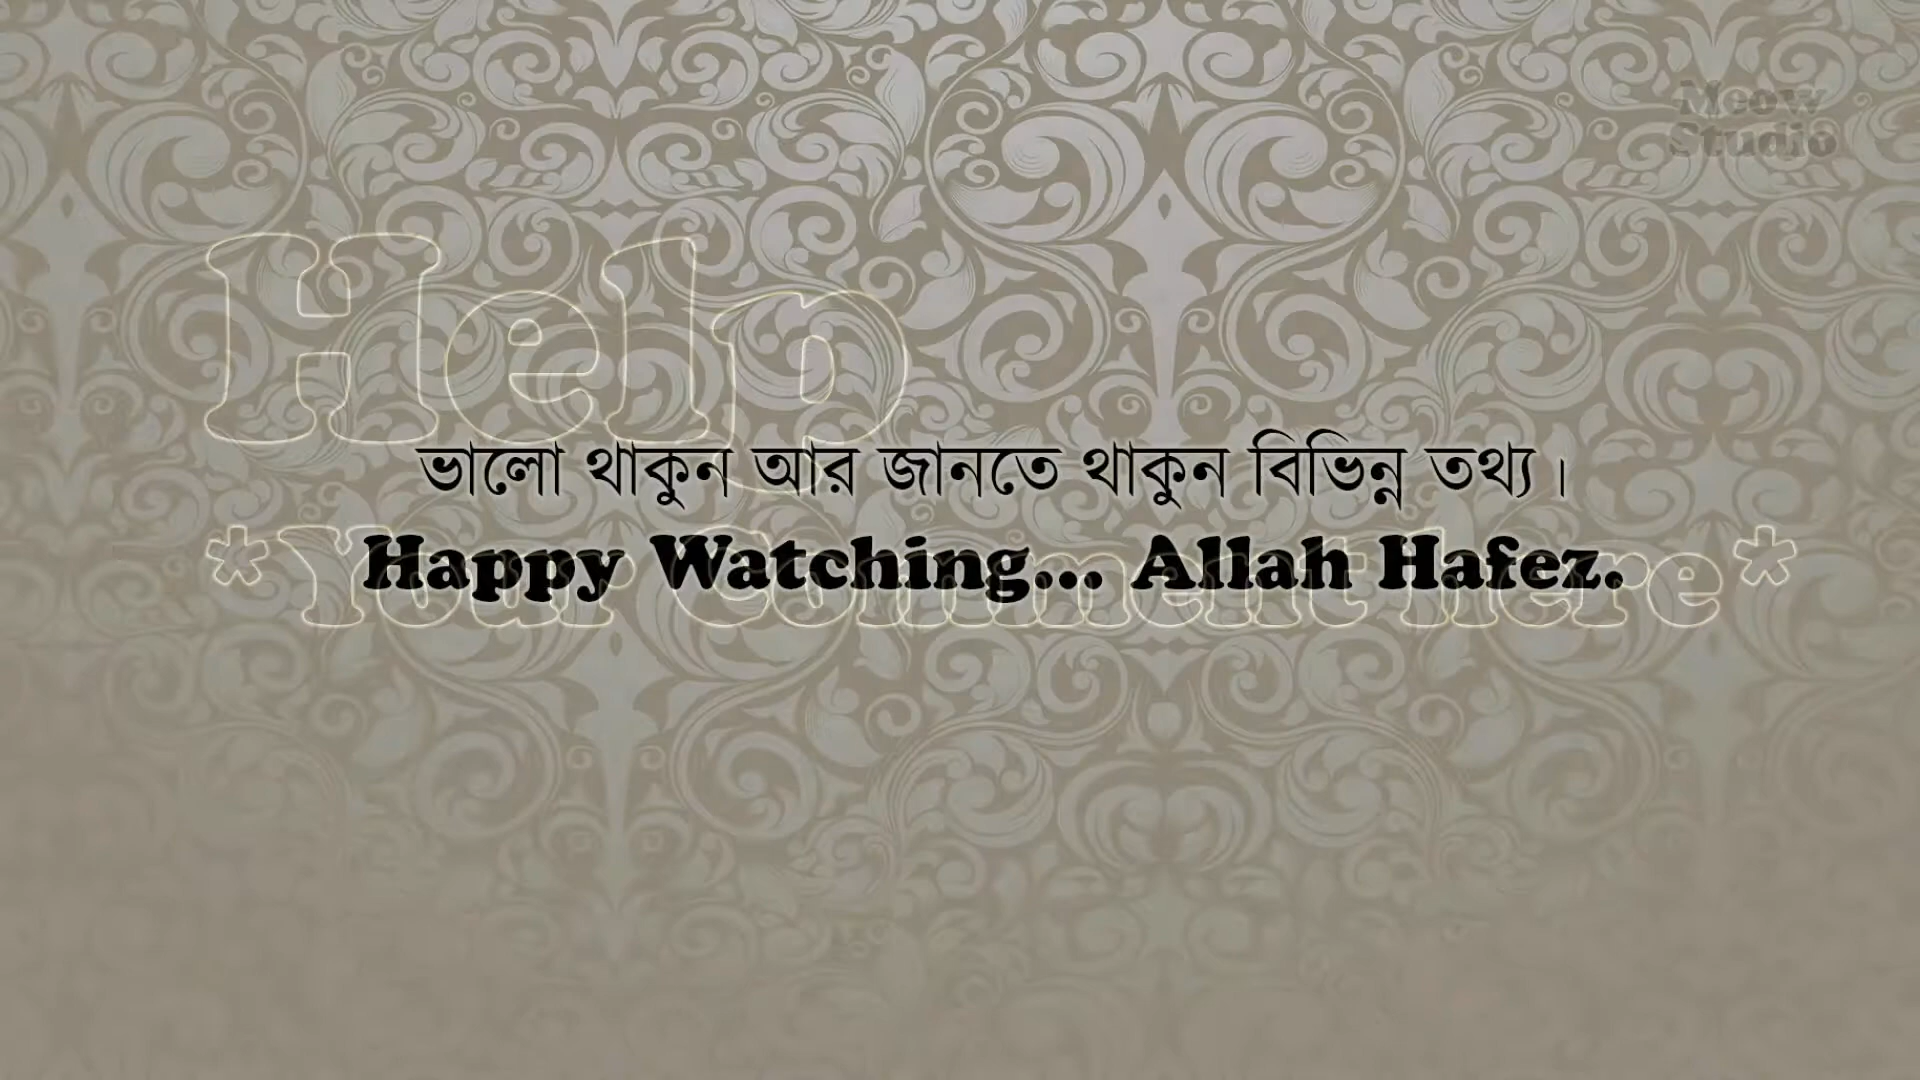 Meow
Studio
Help
ভালো থাকুন আর জানতে থাকুন বিভিন্ন তথ্য।
Happy Watching... Allah Hafez.
*Your Comment here*